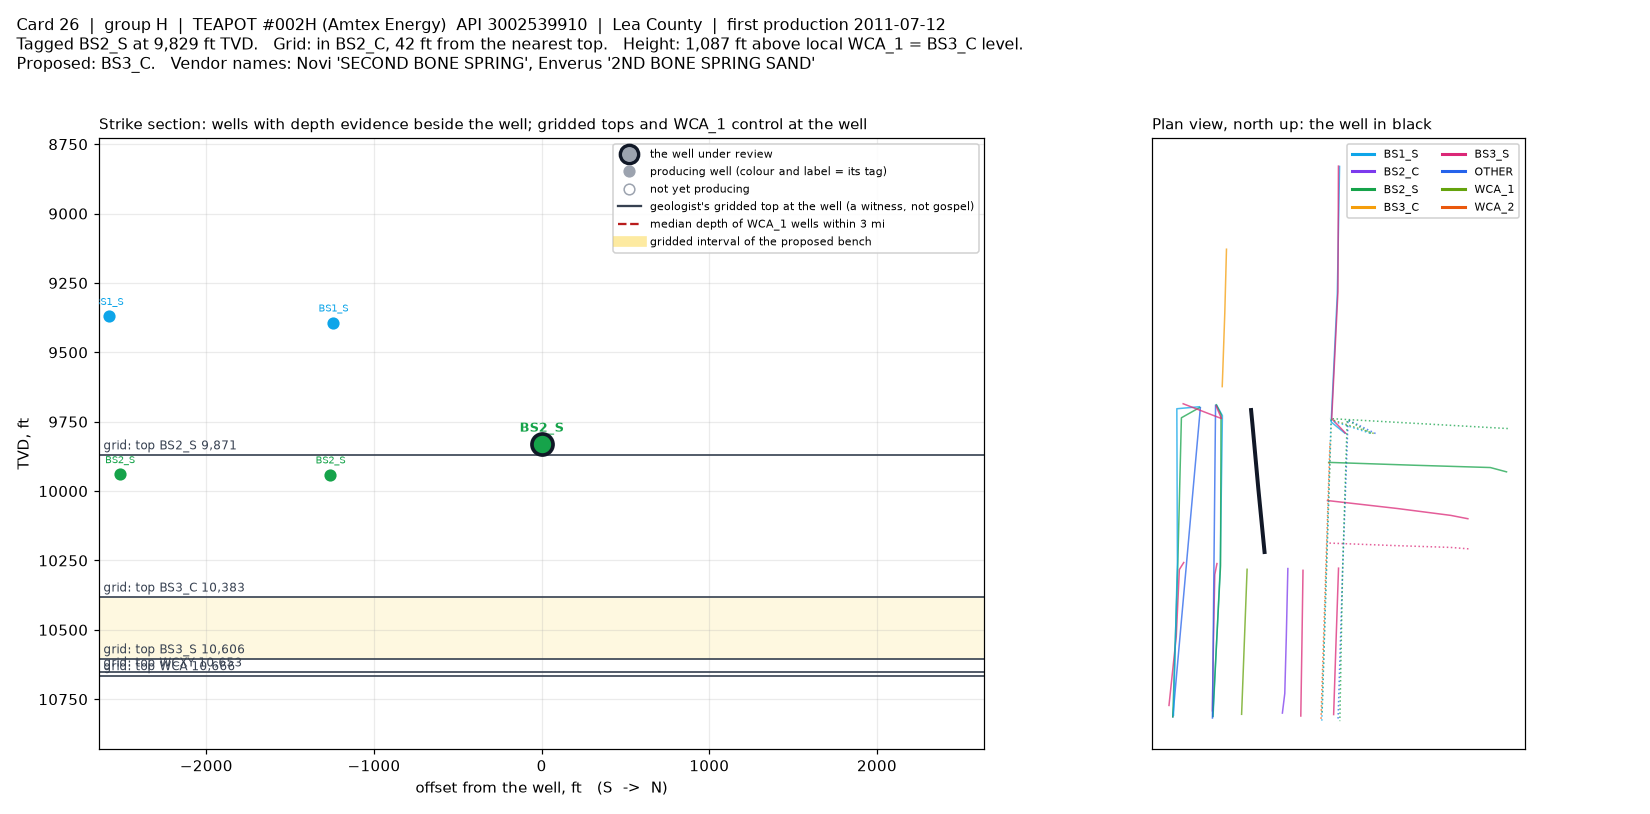 Card 26 | group H | TEAPOT #002H (Amtex Energy) API 3002539910 | Lea County | first production 2011-07-12
Tagged BS2_S at 9,829 ft TVD. Grid: in BS2_C, 42 ft from the nearest top. Height: 1,087 ft above local WCA_1 = BS3_C level.
Proposed: BS3_C. Vendor names: Novi 'SECOND BONE SPRING', Enverus '2ND BONE SPRING SAND'
Strike section: wells with depth evidence beside the well; gridded tops and WCA_1 control at the well
the well under review
producing well (colour and label = its tag)
not yet producing
geologist's gridded top at the well (a witness, not gospel)
median depth of WCA_1 wells within 3 mi
gridded interval of the proposed bench
8750
9000
9250
9500
9750
10000
10250
10500
10750
TVD, ft
S1_S
BS1_S
BS2_S
grid: top BS2_S 9,871
BS2_S
BS2_S
grid: top BS3_C 10,383
grid: top BS3_S 10,606
grid: top WCA 10,666
−2000
−1000
0
1000
2000
offset from the well, ft (S -> N)
Plan view, north up: the well in black
BS1_S
BS2_C
BS2_S
BS3_C
BS3_S
OTHER
WCA_1
WCA_2